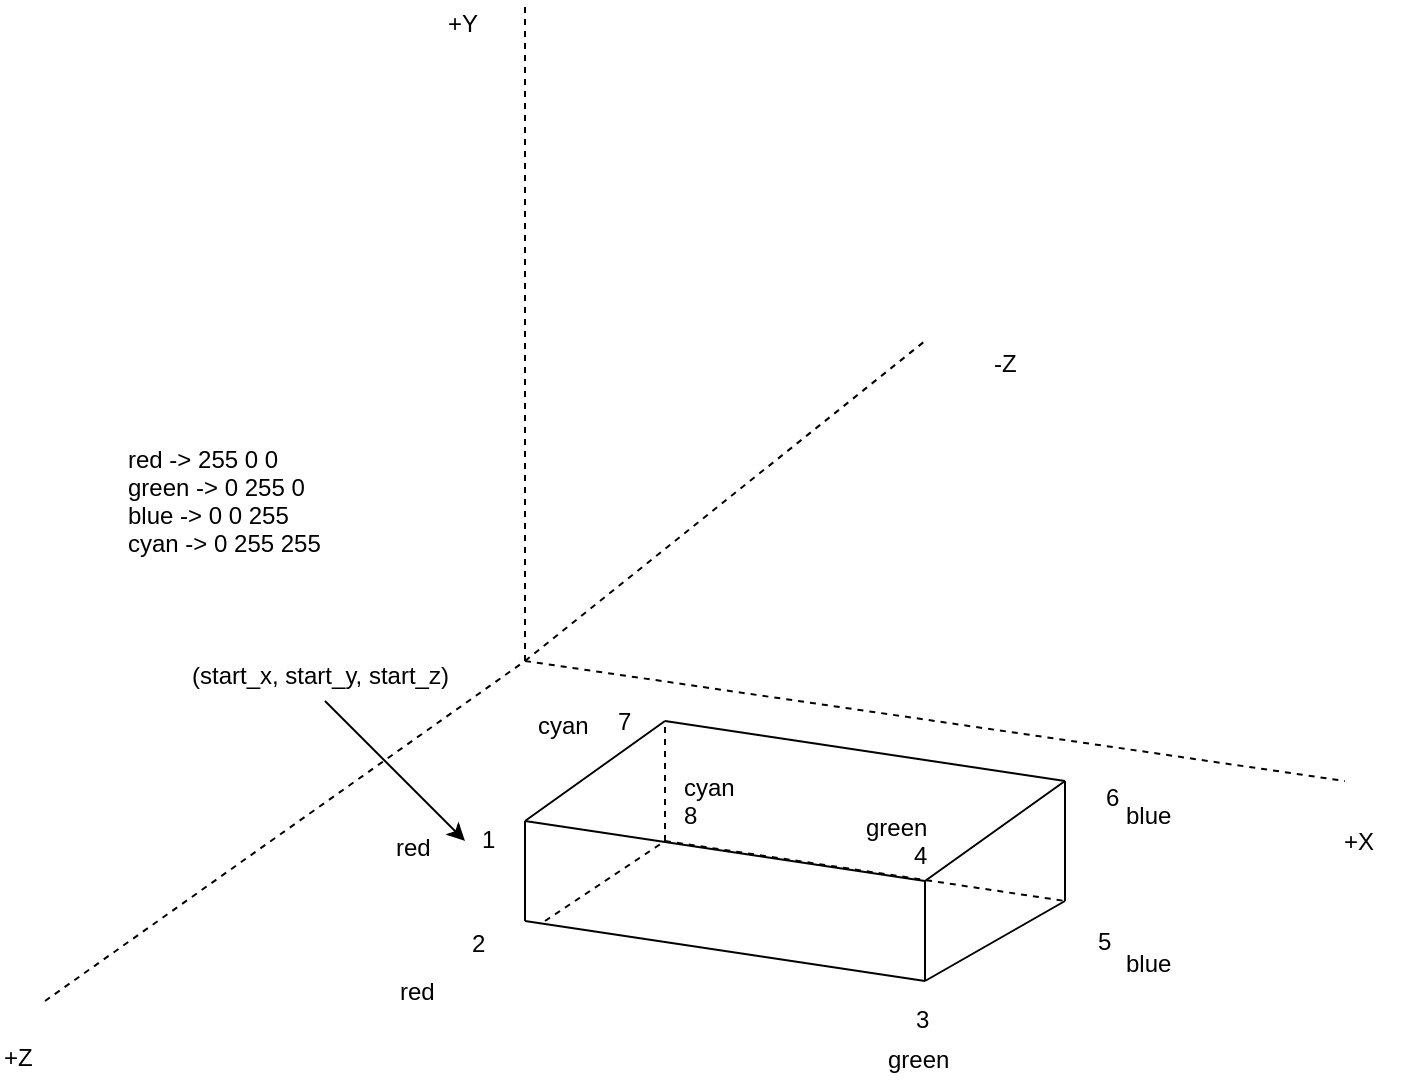 +Y
-Z
red -> 255 0 0
green -> 0 255 0
blue -> 0 0 255
cyan -> 0 255 255
(start_x, start_y, start_z)
cyan
7
cyan
8
green
4
6
blue
+X
red
1
2
red
5
blue
3
green
+Z